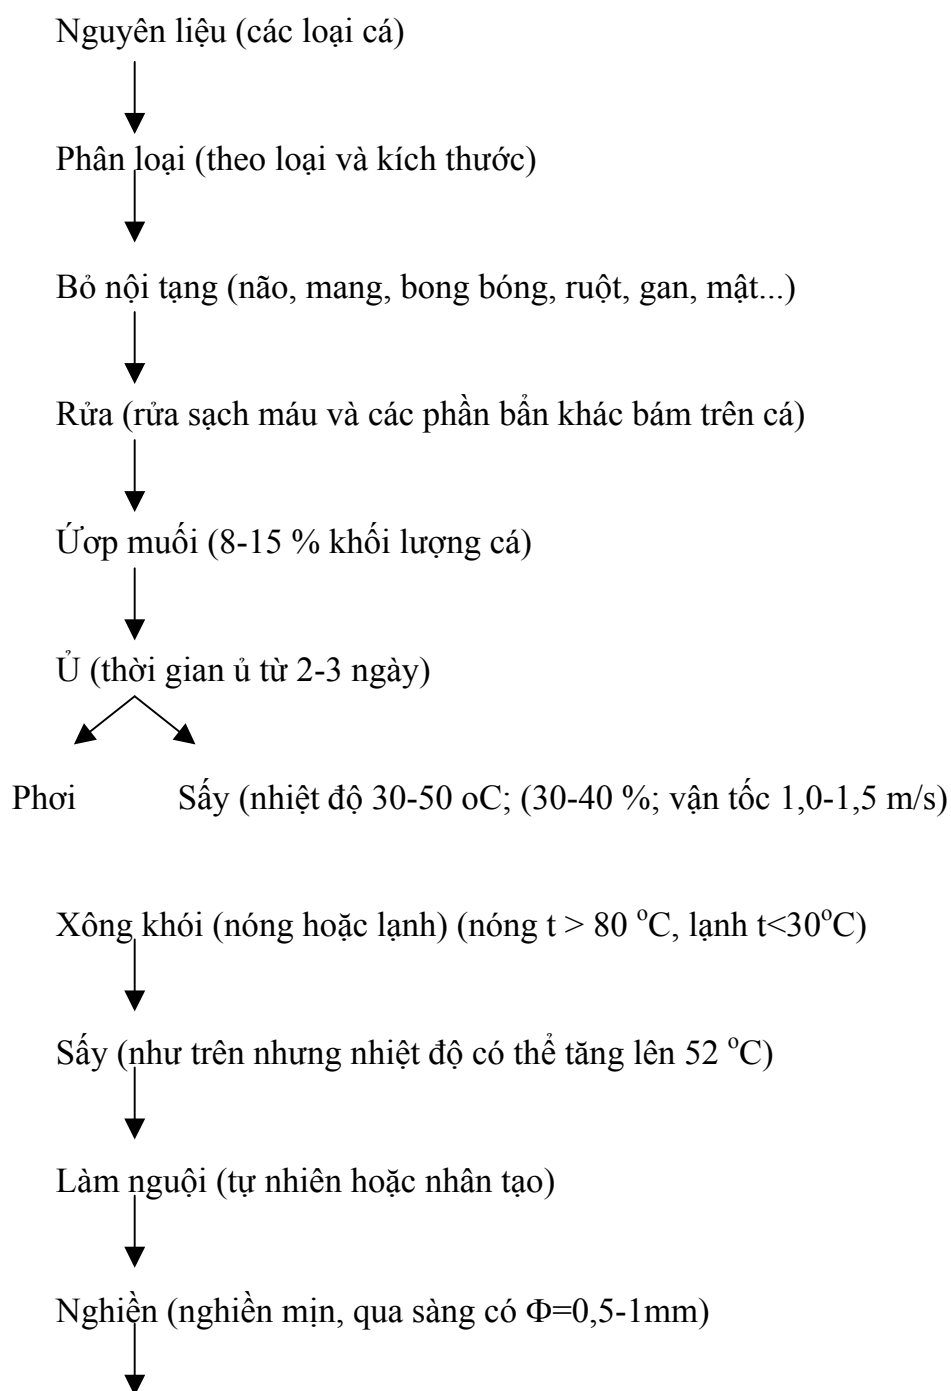 Nguyên liệu (các loại cá)
Phân loại (theo loại và kích thước)
Bỏ nội tạng (não, mang, bong bóng, ruột, gan, mật...)
Rửa (rửa sạch máu và các phần bẩn khác bám trên cá)
Ứơp muối (8-15 % khối lượng cá)
Ủ (thời gian ủ từ 2-3 ngày)
Phơi Sấy (nhiệt độ 30-50 oC; (30-40 %; vận tốc 1,0-1,5 m/s)
Xông khói (nóng hoặc lạnh) (nóng t > 80 °C, lạnh t<30°C)
Sấy (như trên nhưng nhiệt độ có thể tăng lên 52 °C)
Làm nguội (tự nhiên hoặc nhân tạo)
Nghiền (nghiền mịn, qua sàng có Φ=0,5-1mm)